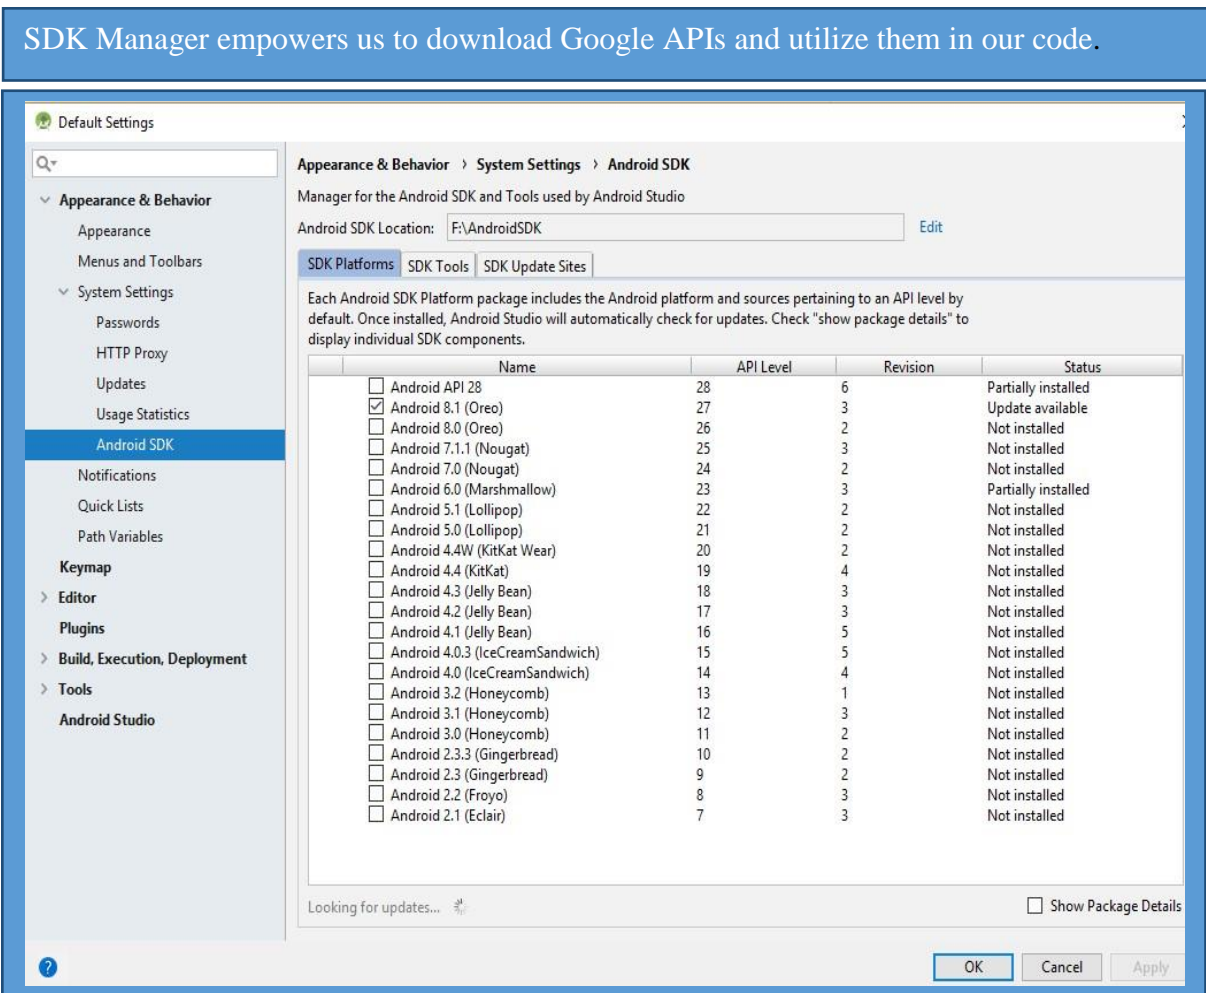 SDK Manager empowers us to download Google APIs and utilize them in our code.
Default Settings
Appearance & Behavior
Appearance
Menus and Toolbars
System Settings
Passwords
HTTP Proxy
Updates
Usage Statistics
Android SDK
Notifications
Quick Lists
Path Variables
Keymap
Editor
Plugins
Build, Execution, Deployment
Tools
Android Studio
Appearance & Behavior › System Settings › Android SDK
Manager for the Android SDK and Tools used by Android Studio
Android SDK Location: F:\AndroidSDK Edit
SDK Platforms SDK Tools SDK Update Sites
Each Android SDK Platform package includes the Android platform and sources pertaining to an API level by
default. Once installed, Android Studio will automatically check for updates. Check "show package details" to
display individual SDK components.
Name API Level Revision Status
Android API 28 28 6 Partially installed
Android 8.1 (Oreo) 27 3 Update available
Android 8.0 (Oreo) 26 2 Not installed
Android 7.1.1 (Nougat) 25 3 Not installed
Android 7.0 (Nougat) 24 2 Not installed
Android 6.0 (Marshmallow) 23 3 Partially installed
Android 5.1 (Lollipop) 22 2 Not installed
Android 5.0 (Lollipop) 21 2 Not installed
Android 4.4W (KitKat Wear) 20 2 Not installed
Android 4.4 (KitKat) 19 4 Not installed
Android 4.3 (Jelly Bean) 18 3 Not installed
Android 4.2 (Jelly Bean) 17 3 Not installed
Android 4.1 (Jelly Bean) 16 5 Not installed
Android 4.0.3 (IceCreamSandwich) 15 5 Not installed
Android 4.0 (IceCreamSandwich) 14 4 Not installed
Android 3.2 (Honeycomb) 13 1 Not installed
Android 3.1 (Honeycomb) 12 3 Not installed
Android 3.0 (Honeycomb) 11 2 Not installed
Android 2.3.3 (Gingerbread) 10 2 Not installed
Android 2.3 (Gingerbread) 9 2 Not installed
Android 2.2 (Froyo) 8 3 Not installed
Android 2.1 (Eclair) 7 3 Not installed
Looking for updates... Show Package Details
? OK Cancel Apply